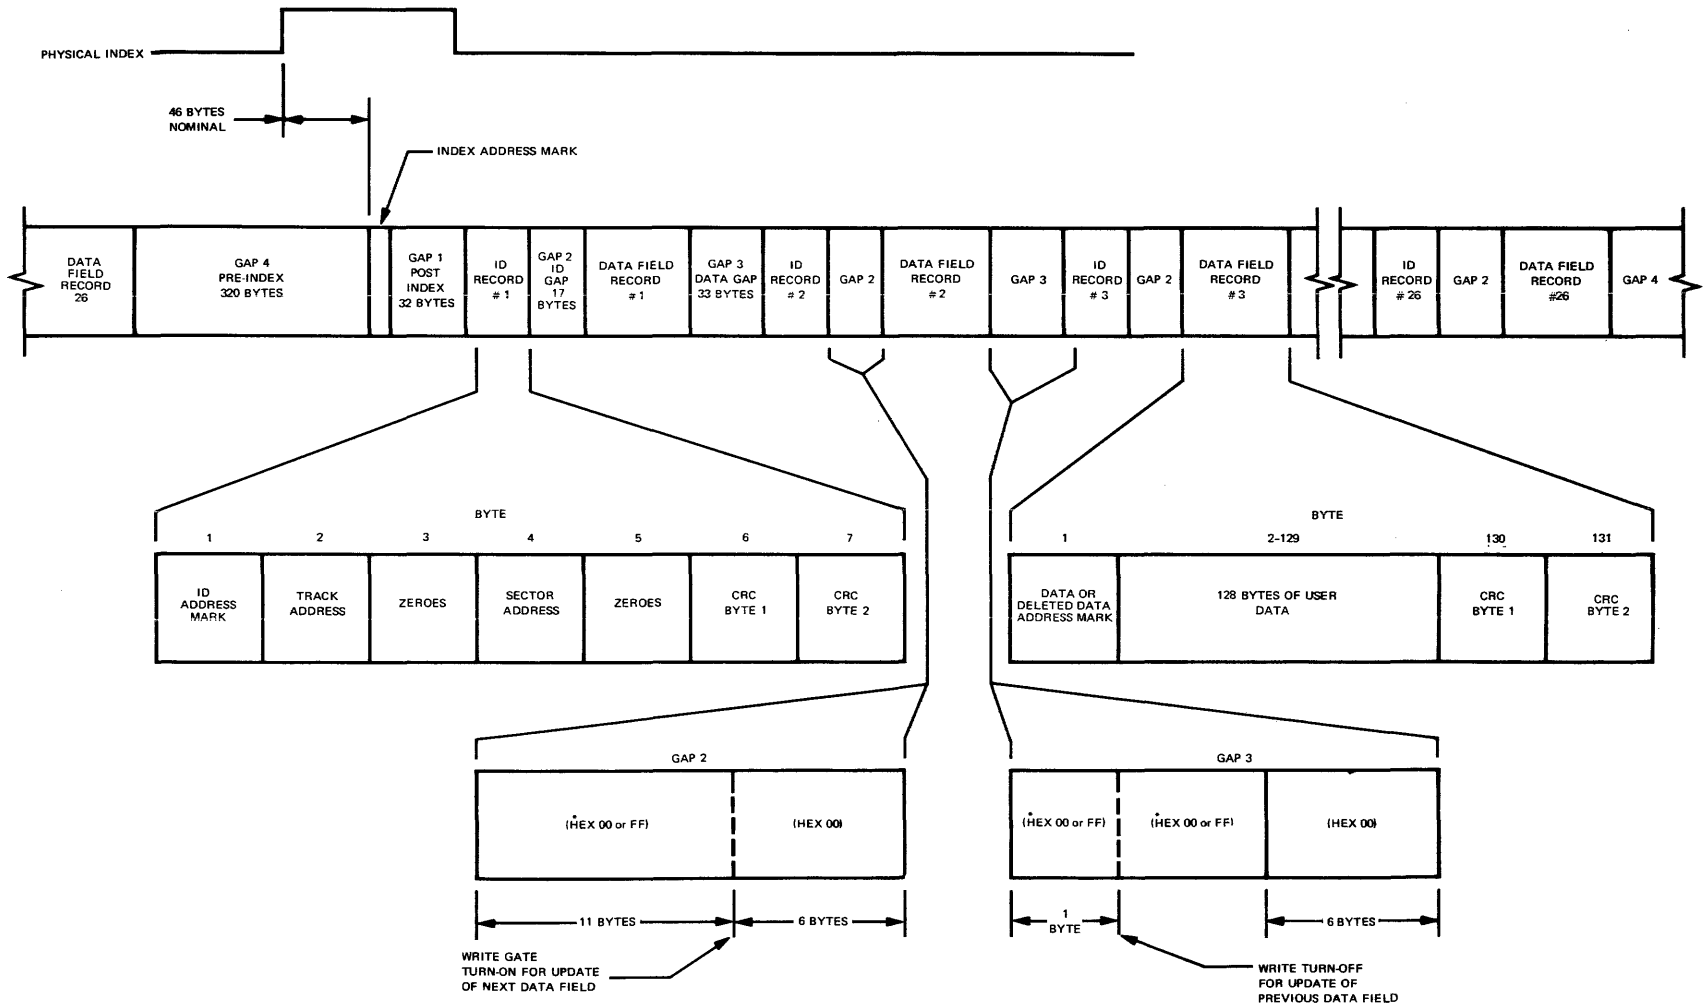 PHYSICAL INDEX
46 BYTES
NOMINAL
INDEX ADDRESS MARK
DATA
FIELD
RECORD
26
GAP 4
PRE-INDEX
320 BYTES
GAP 1
POST
INDEX
32 BYTES
ID
RECORD
# 1
GAP 2
ID
GAP
17
BYTES
DATA FIELD
RECORD
#1
GAP 3
DATA GAP
33 BYTES
ID
RECORD
#2
GAP 2
DATA FIELD
RECORD
#2
GAP 3
ID
RECORD
#3
GAP 2
DATA FIELD
RECORD
#3
ID
RECORD
# 26
GAP 2
DATA FIELD
RECORD
#26
GAP 4
BYTE
1 2 3 4 5 6 7
ID
ADDRESS
MARK
TRACK
ADDRESS
ZEROES
SECTOR
ADDRESS
ZEROES
CRC
BYTE 1
CRC
BYTE 2
BYTE
1 2-129 130 131
DATA OR
DELETED DATA
ADDRESS MARK
128 BYTES OF USER
DATA
CRC
BYTE 1
CRC
BYTE 2
GAP 2
(HEX 00 or FF)
(HEX 00)
11 BYTES
6 BYTES
WRITE GATE
TURN-ON FOR UPDATE
OF NEXT DATA FIELD
GAP 3
(HEX 00 or FF)
(HEX 00 or FF)
(HEX 00)
1
BYTE
6 BYTES
WRITE TURN-OFF
FOR UPDATE OF
PREVIOUS DATA FIELD